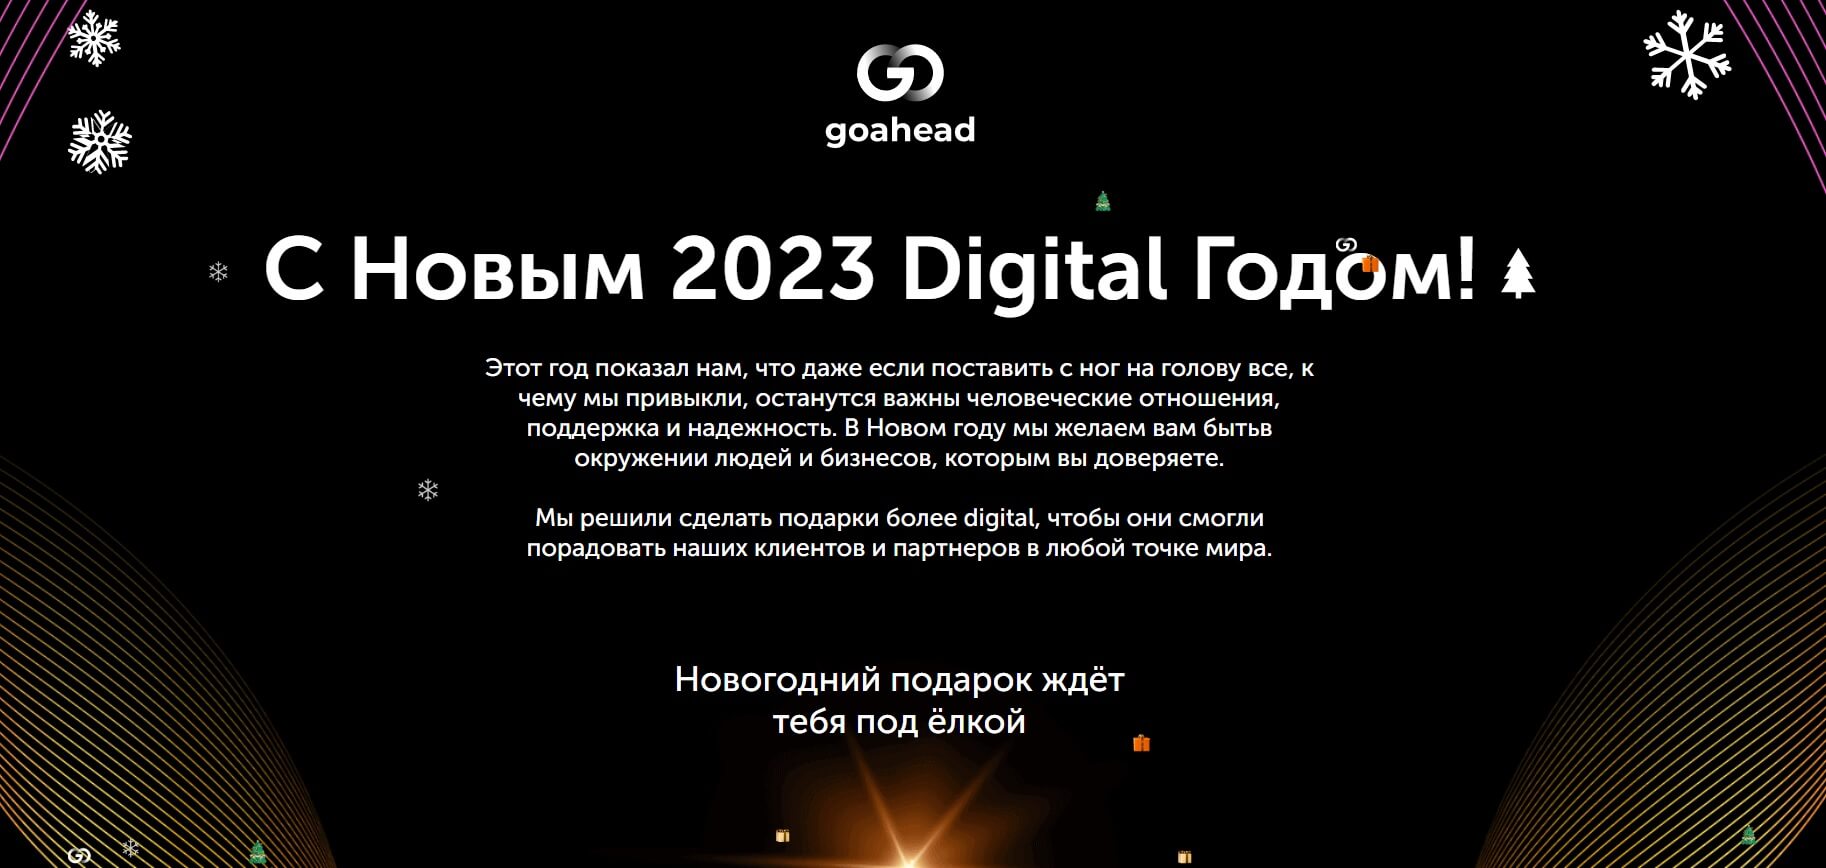 goahead
С Новым 2023 Digital Годом!
Этот год показал нам, что даже если поставить с ног на голову все, к
чему мы привыкли, останутся важны человеческие отношения,
поддержка и надежность. В Новом году мы желаем вам бытьв
окружении людей и бизнесов, которым вы доверяете.
Мы решили сделать подарки более digital, чтобы они смогли
порадовать наших клиентов и партнеров в любой точке мира.
Новогодний подарок ждёт
тебя под ёлкой